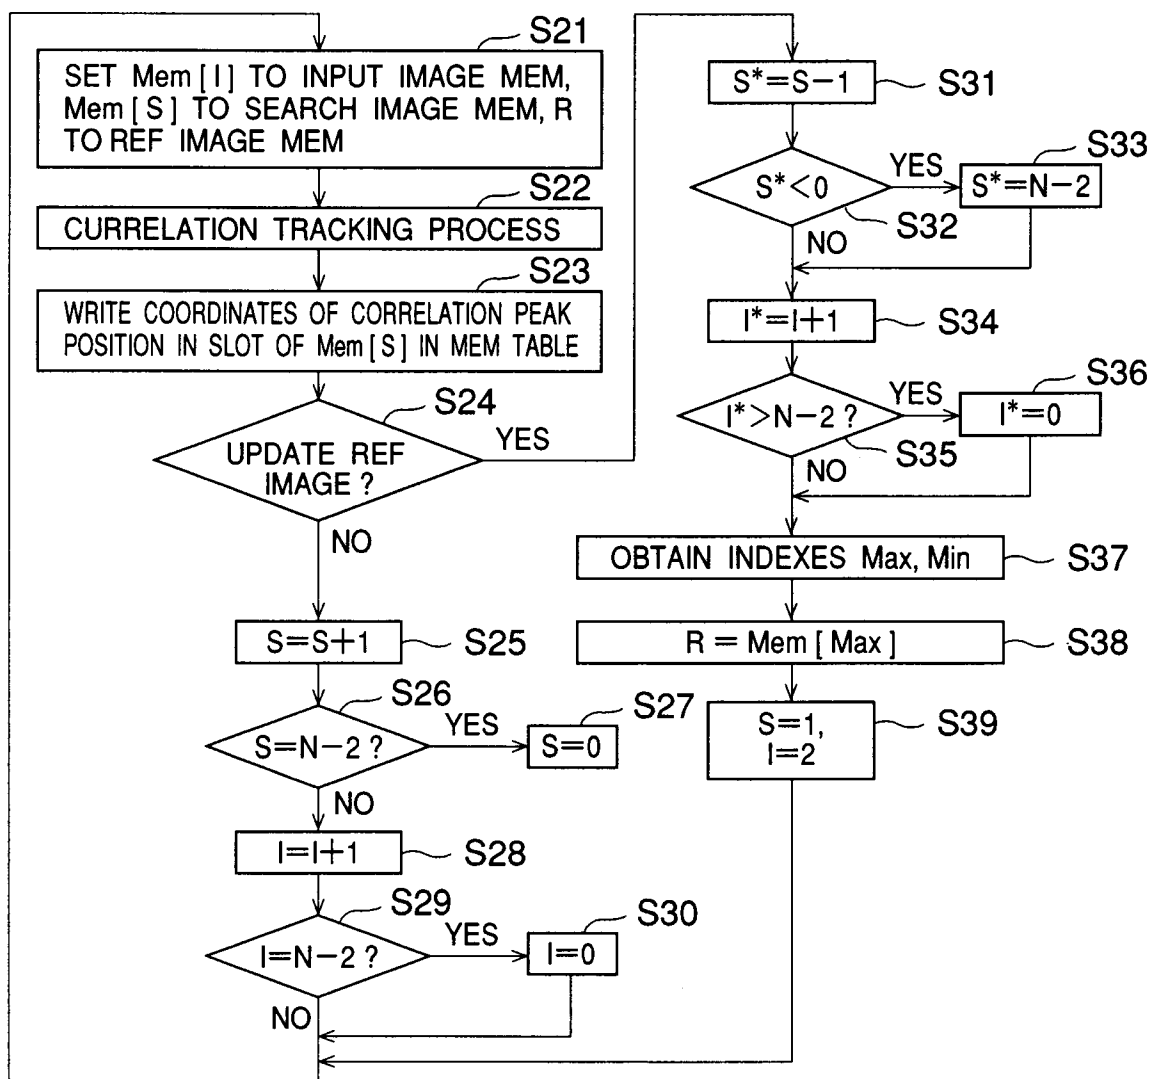 S21
SET Mem[I] TO INPUT IMAGE MEM,
Mem[S] TO SEARCH IMAGE MEM, R
TO REF IMAGE MEM
S22
CURRELATION TRACKING PROCESS
S23
WRITE COORDINATES OF CORRELATION PEAK
POSITION IN SLOT OF Mem[S] IN MEM TABLE
S24
UPDATE REF
IMAGE?
YES
NO
S=S+1
S25
S26
S=N-2?
YES
S27
S=0
NO
I=I+1
S28
S29
I=N-2?
YES
S30
I=0
NO
S*=S-1
S31
S*<0
S32
YES
S33
S*=N-2
NO
I*=I+1
S34
I*>N-2?
S35
YES
S36
I*=0
NO
OBTAIN INDEXES Max, Min
S37
R = Mem[Max]
S38
S=1,
I=2
S39